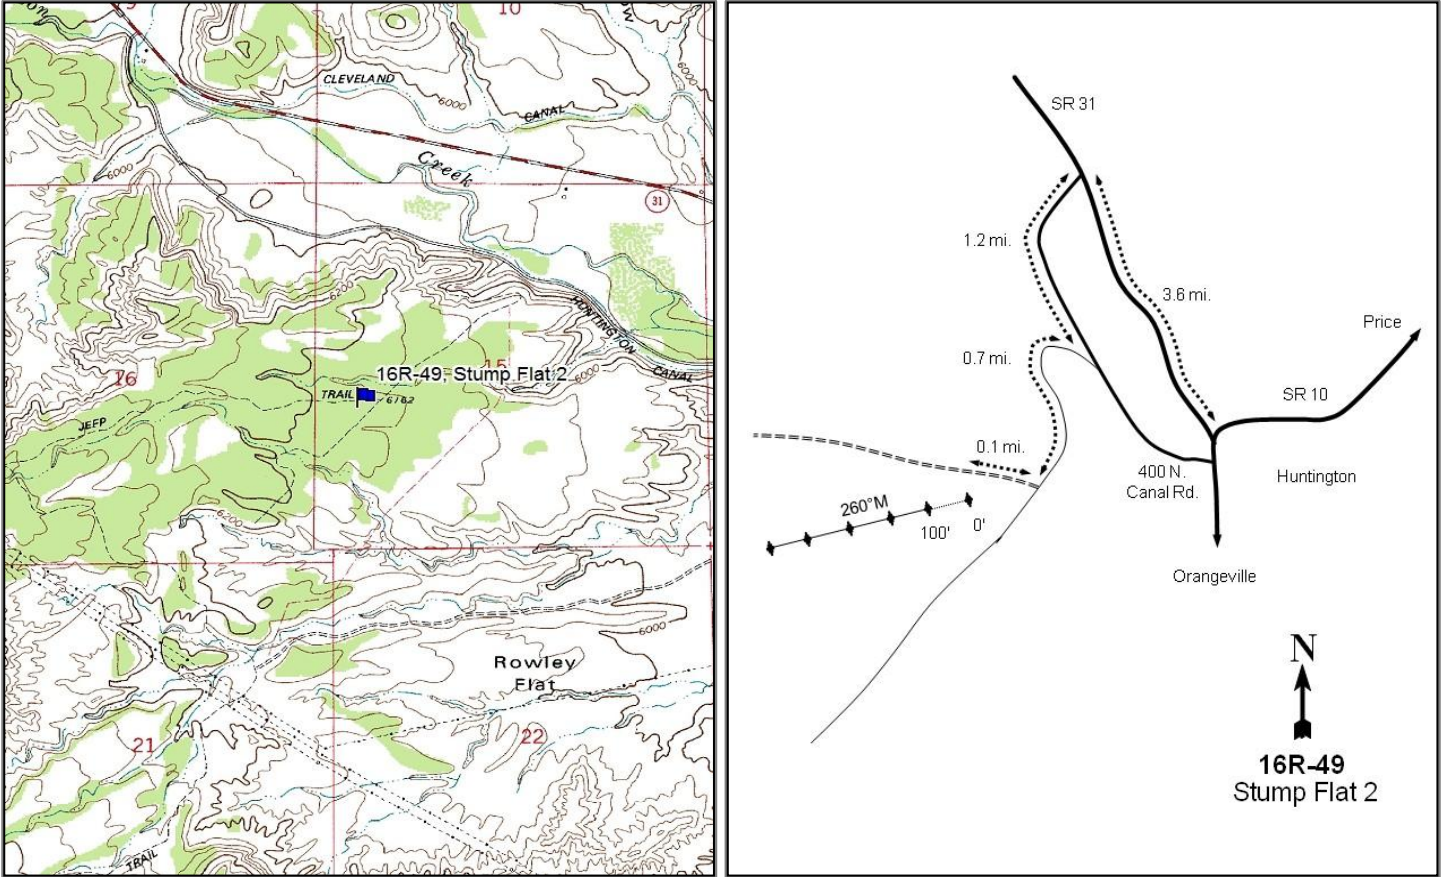 10
CLEVELAND
6000
6000
CANAL
6000
Creek
31
6200
HUNTINGTON
15
16
16R-49, Stump Flat 2
6000
CANAL
TRAIL
6182
JEEP
6200
6000
Rowley
Flat
21
22
TRAIL
SR 31
1.2 mi.
3.6 mi.
Price
0.7 mi.
SR 10
0.1 mi.
400 N.
Canal Rd.
Huntington
260°M
100'
0'
Orangeville
N
16R-49
Stump Flat 2